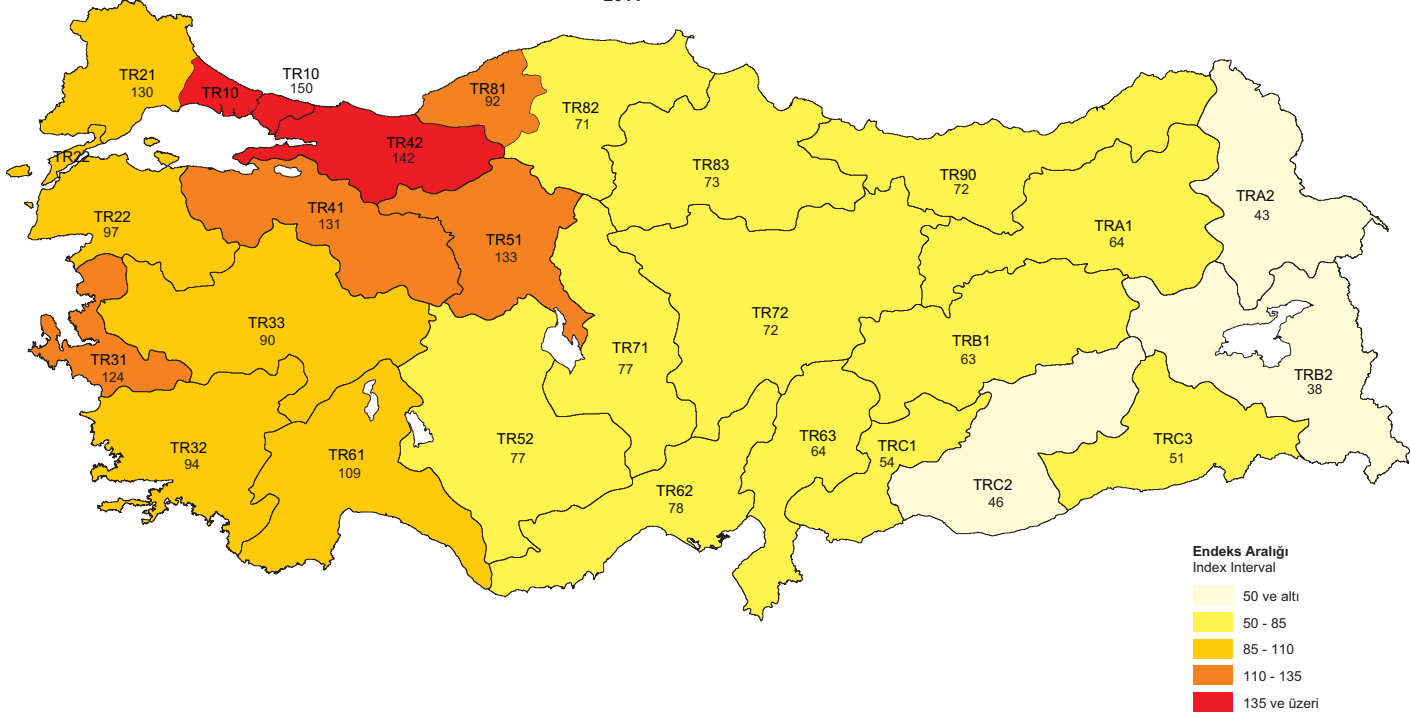 TR21
130
TR10
TR10
150
TR81
92
TR82
71
TR42
142
TR22
TR83
73
TR90
72
TRA2
43
TR22
97
TR41
131
TR51
133
TRA1
64
TR33
90
TR72
72
TR71
77
TRB1
63
TR31
124
TRB2
38
TR32
94
TR61
109
TR52
77
TR63
64
TRC1
54
TRC3
51
TR62
78
TRC2
46
Endeks Aralığı
Index Interval
50 ve altı
50 - 85
85 - 110
110 - 135
135 ve üzeri